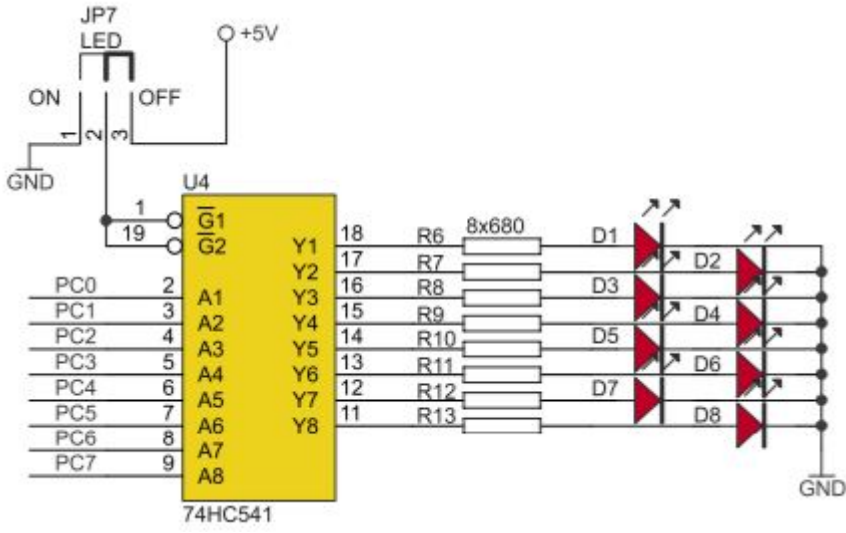 JP7
LED
+5V
ON
OFF
1
2
3
GND
U4
1 G1
19 G2
Y1 18 R6 8x680 D1
Y2 17 R7 D2
PC0 2 A1 Y3 16 R8 D3
PC1 3 A2 Y4 15 R9 D4
PC2 4 A3 Y5 14 R10 D5
PC3 5 A4 Y6 13 R11 D6
PC4 6 A5 Y7 12 R12 D7
PC5 7 A6 Y8 11 R13 D8
PC6 8 A7
PC7 9 A8
GND
74HC541